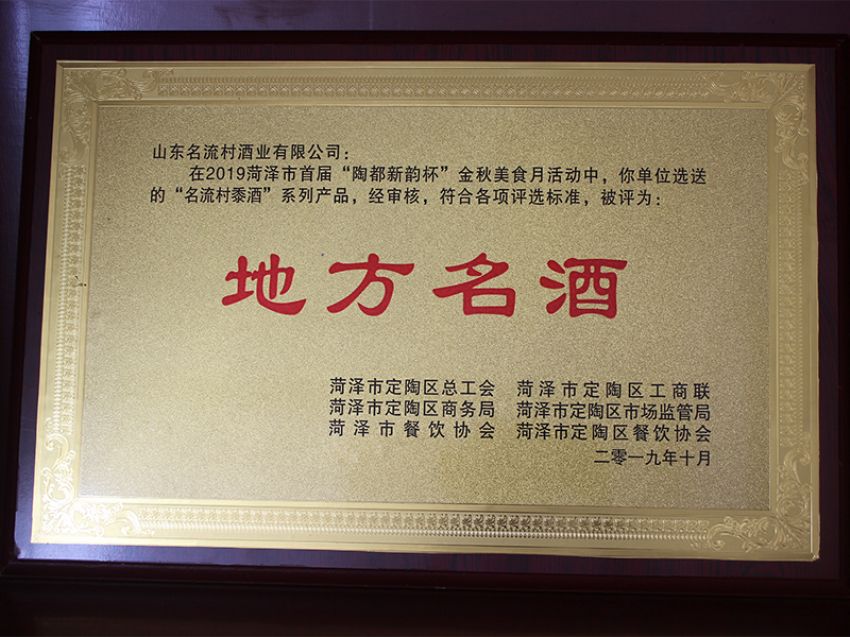 山东名流村酒业有限公司：
在2019菏泽市首届“陶都新韵杯”金秋美食月活动中，你单位选送
的“名流村黍酒”系列产品，经审核，符合各项评选标准，被评为：
地方名酒
菏泽市定陶区总工会 菏泽市定陶区工商联
菏泽市定陶区商务局 菏泽市定陶区市场监管局
菏泽市餐饮协会 菏泽市定陶区餐饮协会
二零一九年十月